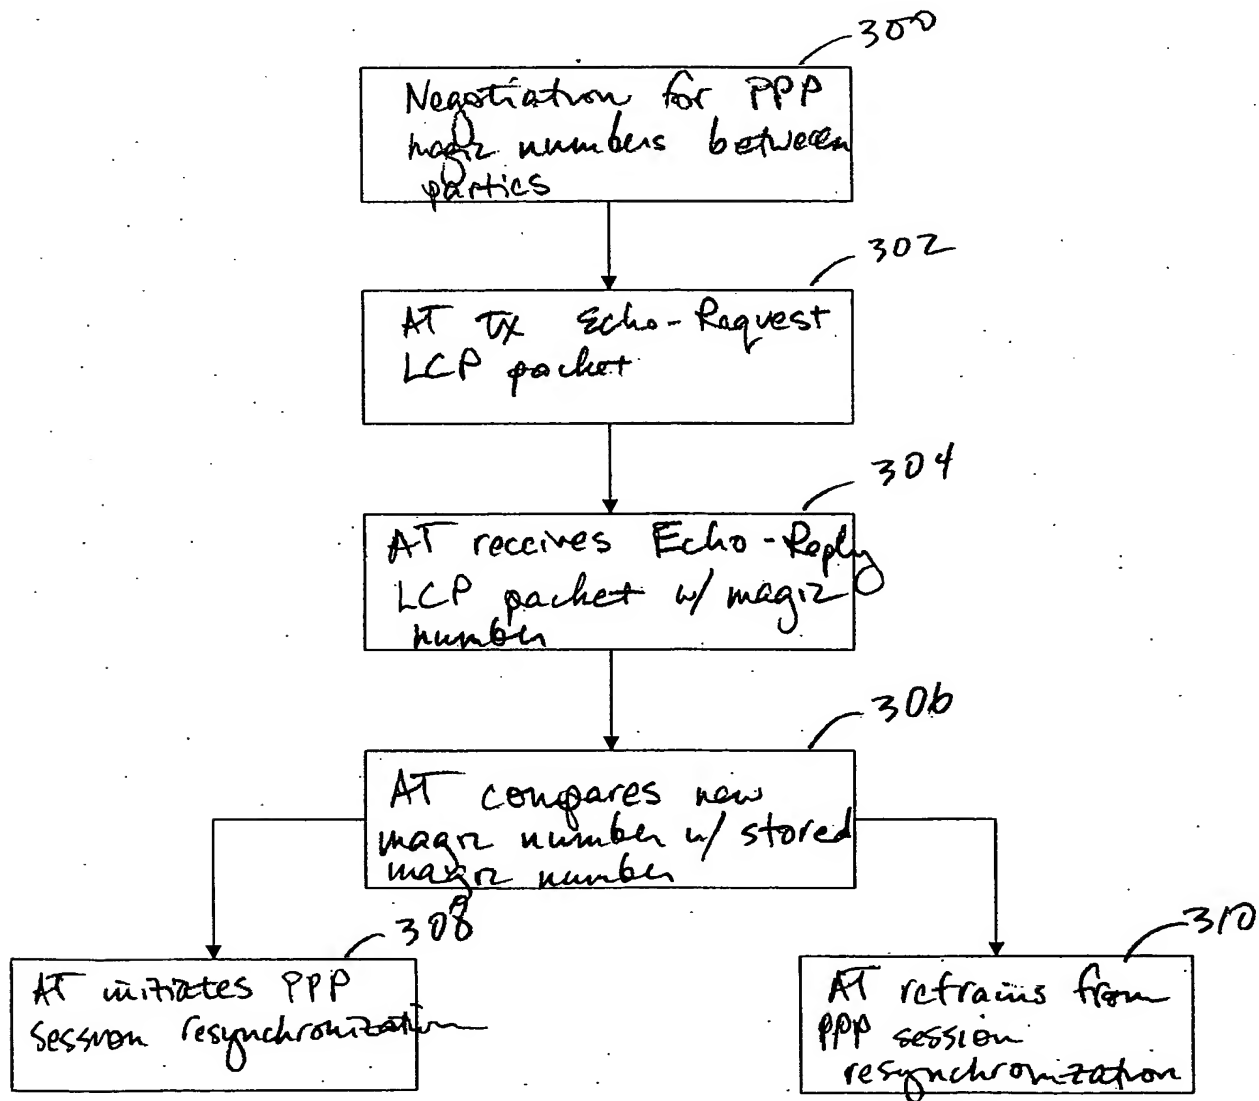 300
Negotiation for PPP
magic numbers between
parties
302
AT Tx Echo-Request
LCP packet
304
AT receives Echo-Reply
LCP packet w/ magic
number
306
AT compares new
magic number w/ stored
magic number
308
AT initiates PPP
session resynchronization
310
AT refrains from
PPP session
resynchronization